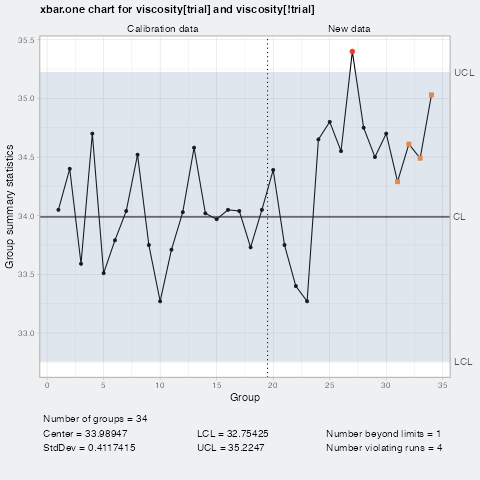 xbar.one chart for viscosity[trial] and viscosity[!trial]
Calibration data New data
35.5
UCL
35.0
34.5
34.0 CL
33.5
33.0
LCL
Group summary statistics
0 5 10 15 20 25 30 35
Group
Number of groups = 34
Center = 33.98947 LCL = 32.75425 Number beyond limits = 1
StdDev = 0.4117415 UCL = 35.2247 Number violating runs = 4